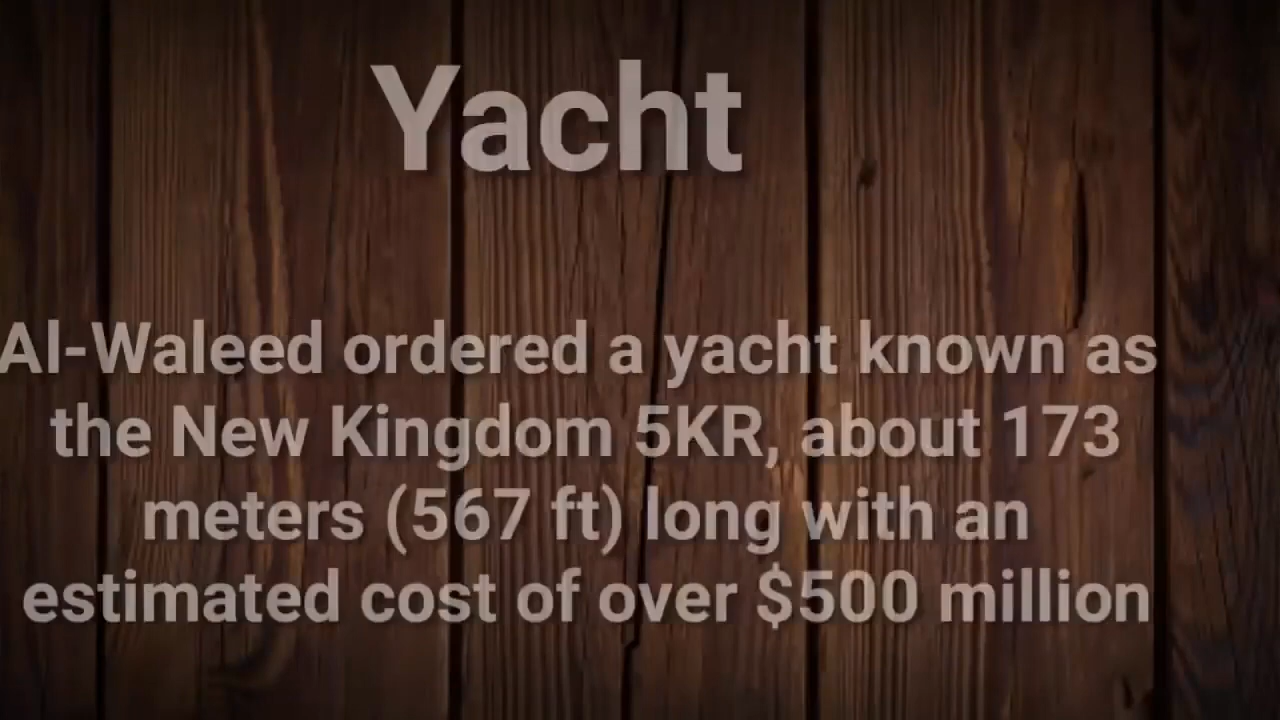 Yacht
Al-Waleed ordered a yacht known as
the New Kingdom 5KR, about 173
meters (567 ft) long with an
estimated cost of over $500 million